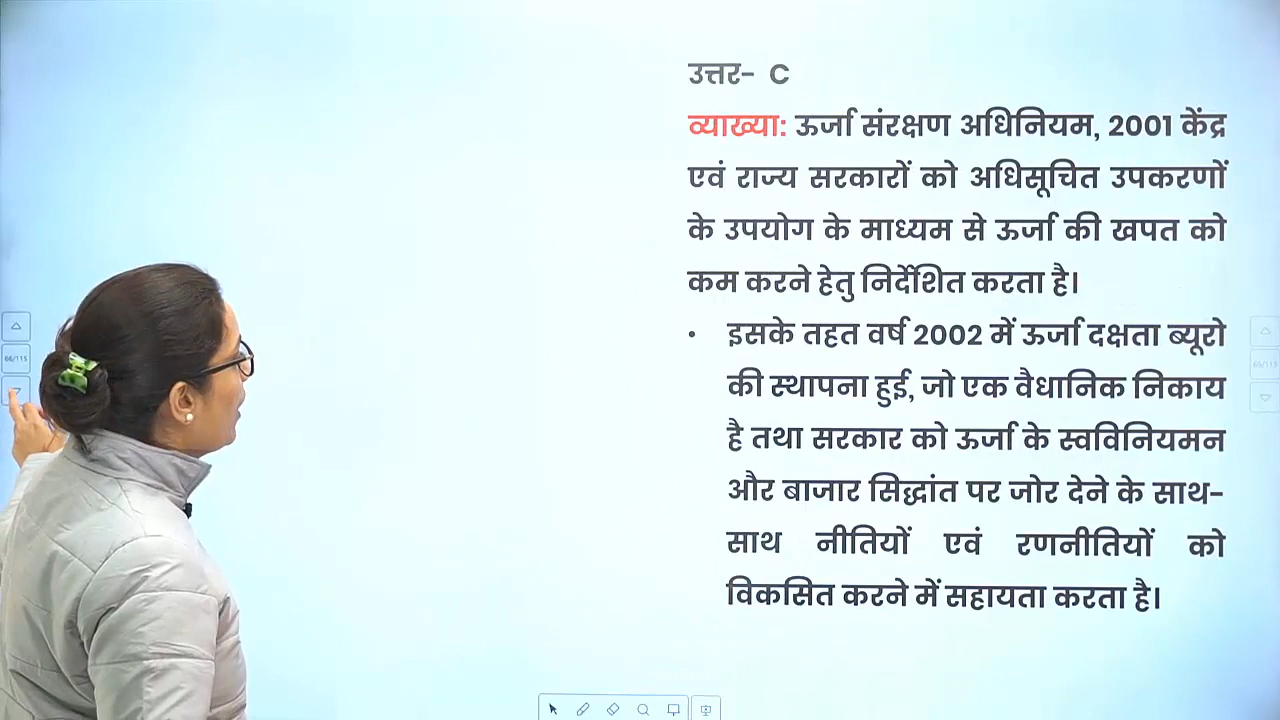 उत्तर- C
व्याख्या: ऊर्जा संरक्षण अधिनियम, 2001 केंद्र
एवं राज्य सरकारों को अधिसूचित उपकरणों
के उपयोग के माध्यम से ऊर्जा की खपत को
कम करने हेतु निर्देशित करता है।
• इसके तहत वर्ष 2002 में ऊर्जा दक्षता ब्यूरो
की स्थापना हुई, जो एक वैधानिक निकाय
है तथा सरकार को ऊर्जा के स्वविनियमन
और बाजार सिद्धांत पर जोर देने के साथ-
साथ नीतियों एवं रणनीतियों को
विकसित करने में सहायता करता है।
66/115